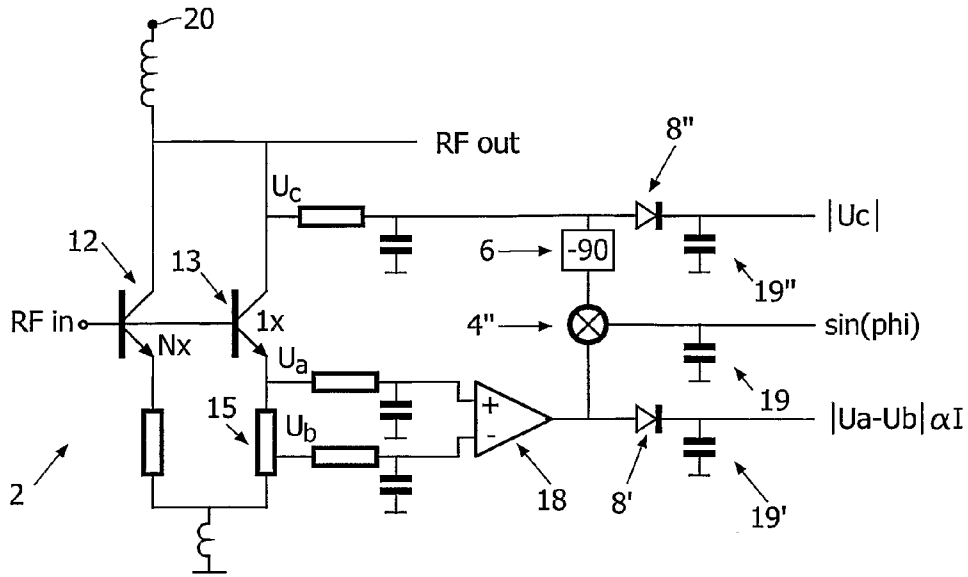 20
RF out
8"
Uc
|Uc|
12
6
-90
13
19"
RF in
1x
4"
sin(phi)
Nx
Ua
19
15
+
Ub
|Ua-Ub| αI
-
2
18
8'
19'